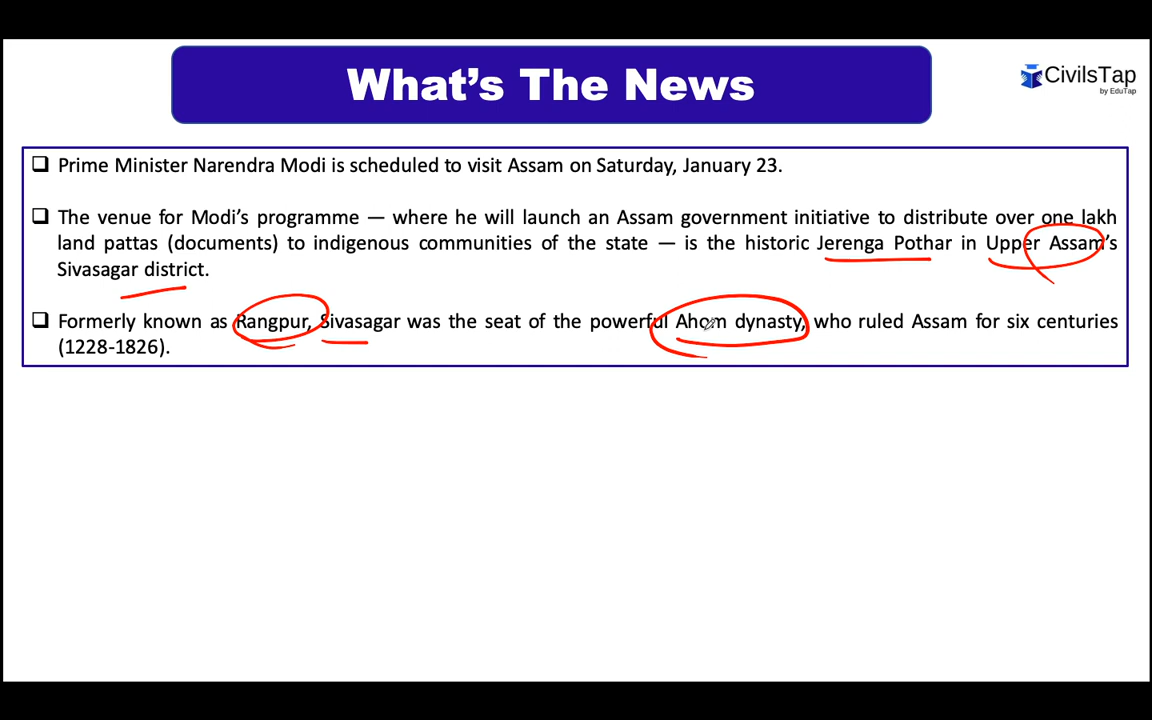 What's The News
CivilsTap
by EduTap
❑ Prime Minister Narendra Modi is scheduled to visit Assam on Saturday, January 23.
❑ The venue for Modi's programme — where he will launch an Assam government initiative to distribute over one lakh
land pattas (documents) to indigenous communities of the state — is the historic Jerenga Pothar in Upper Assam's
Sivasagar district.
❑ Formerly known as Rangpur, Sivasagar was the seat of the powerful Ahom dynasty, who ruled Assam for six centuries
(1228-1826).